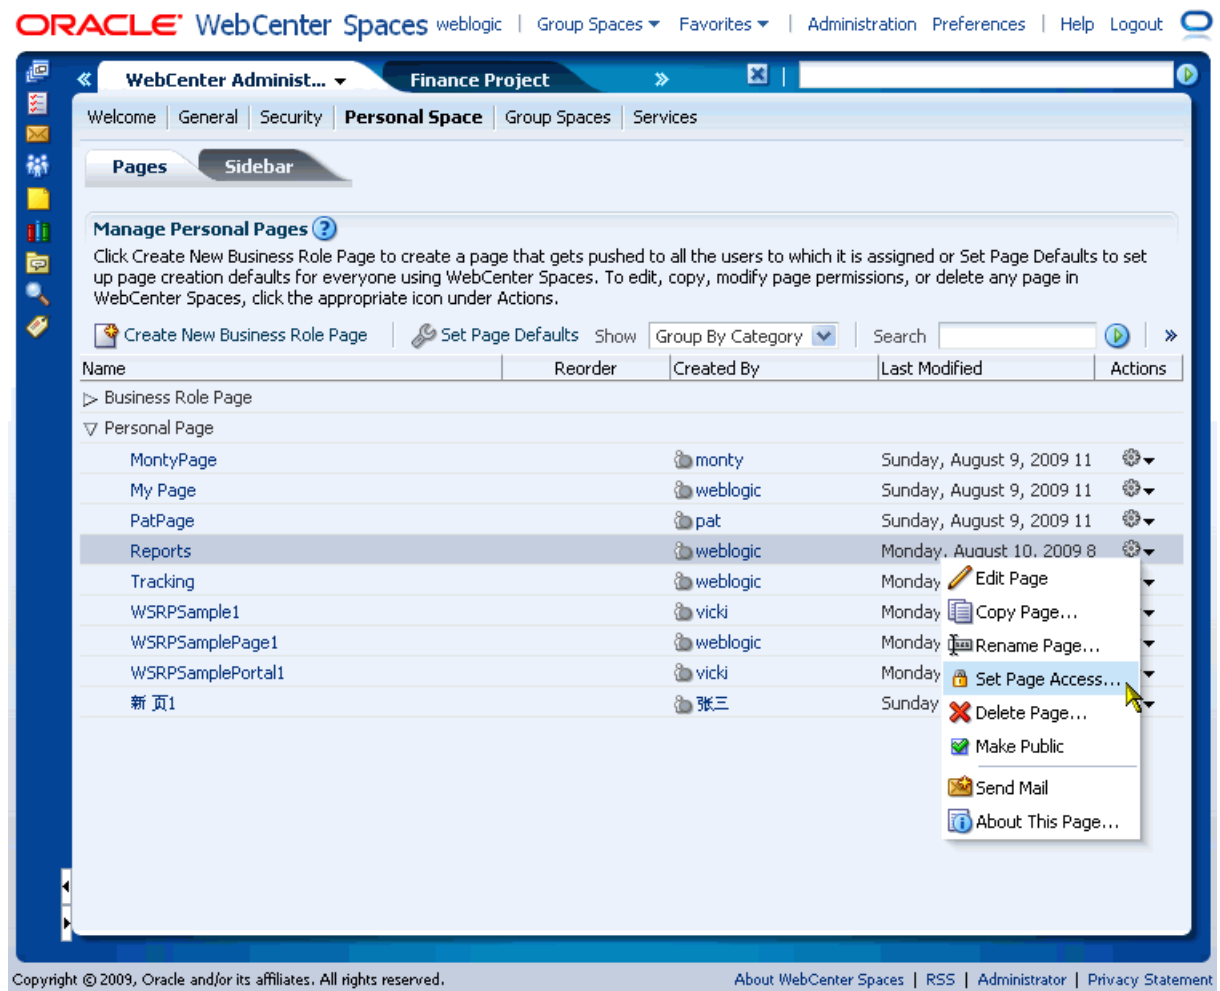 ORACLE WebCenter Spaces weblogic | Group Spaces Favorites | Administration Preferences | Help Logout
WebCenter Administ... Finance Project
Welcome General Security Personal Space Group Spaces Services
Pages Sidebar
Manage Personal Pages ?
Click Create New Business Role Page to create a page that gets pushed to all the users to which it is assigned or Set Page Defaults to set
up page creation defaults for everyone using WebCenter Spaces. To edit, copy, modify page permissions, or delete any page in
WebCenter Spaces, click the appropriate icon under Actions.
Create New Business Role Page Set Page Defaults Show Group By Category Search
Name Reorder Created By Last Modified Actions
Business Role Page
Personal Page
MontyPage monty Sunday, August 9, 2009 11
My Page weblogic Sunday, August 9, 2009 11
PatPage pat Sunday, August 9, 2009 11
Reports weblogic Monday, August 10, 2009 8
Tracking weblogic Monday
WSRPSample1 vicki Monday
WSRPSamplePage1 weblogic Monday
WSRPSamplePortal1 vicki Monday
新 页1 张三 Sunday
Edit Page
Copy Page...
Rename Page...
Set Page Access...
Delete Page...
Make Public
Send Mail
About This Page...
Copyright © 2009, Oracle and/or its affiliates. All rights reserved. About WebCenter Spaces | RSS | Administrator | Privacy Statement